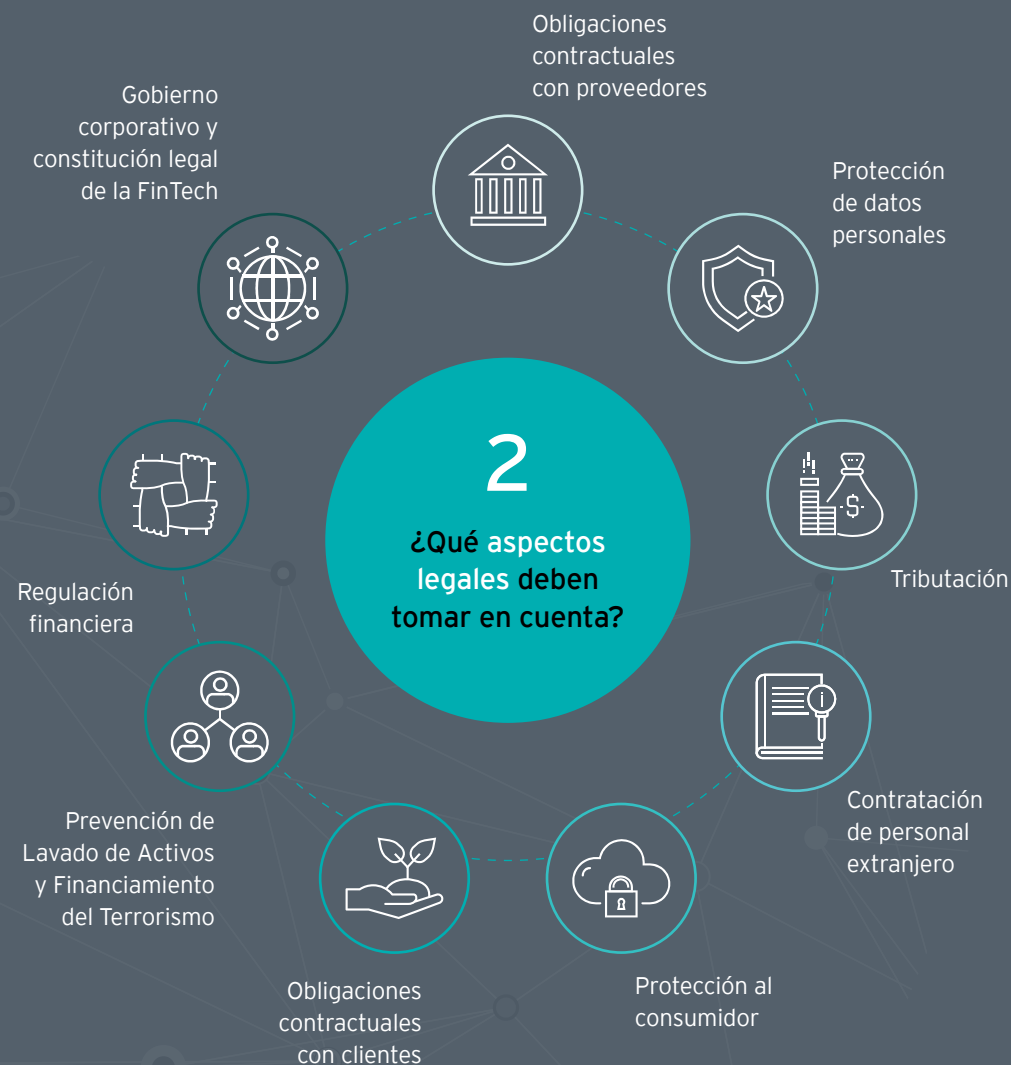 Obligaciones
contractuales
con proveedores
Gobierno
corporativo y
constitución legal
de la FinTech
Protección
de datos
personales
2
¿Qué aspectos
legales deben
tomar en cuenta?
Tributación
Regulación
financiera
Contratación
de personal
extranjero
Prevención de
Lavado de Activos
y Financiamiento
del Terrorismo
Protección al
consumidor
Obligaciones
contractuales
con clientes